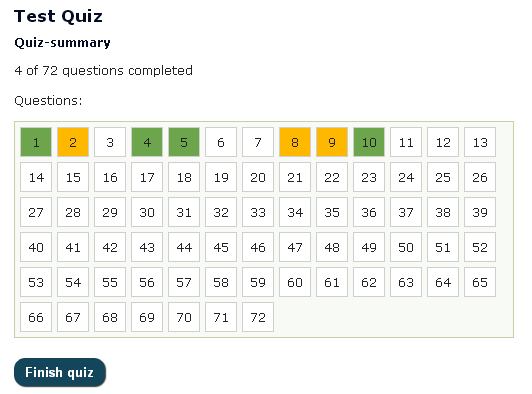 Test Quiz
Quiz-summary
4 of 72 questions completed
Questions:
1 2 3 4 5 6 7 8 9 10 11 12 13
14 15 16 17 18 19 20 21 22 23 24 25 26
27 28 29 30 31 32 33 34 35 36 37 38 39
40 41 42 43 44 45 46 47 48 49 50 51 52
53 54 55 56 57 58 59 60 61 62 63 64 65
66 67 68 69 70 71 72
Finish quiz